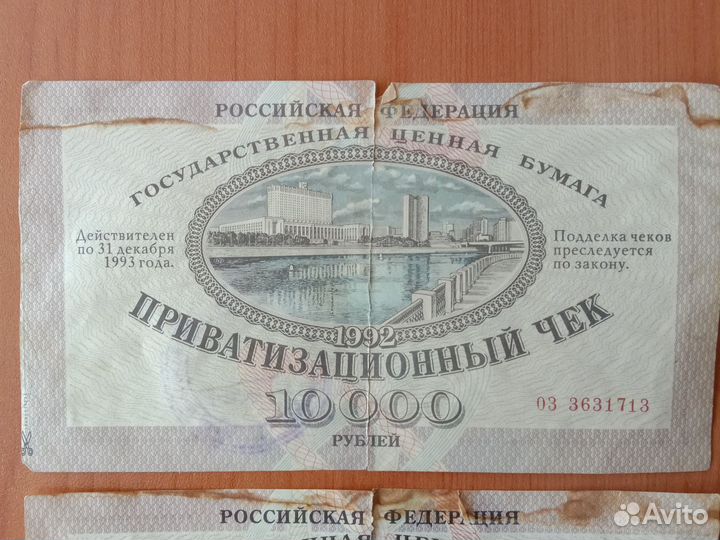 РОССИЙСКАЯ ФЕДЕРАЦИЯ
ГОСУДАРСТВЕННАЯ ЦЕННАЯ БУМАГА
Действителен
по 31 декабря
1993 года.
Подделка чеков
преследуется
по закону.
1992
ПРИВАТИЗАЦИОННЫЙ ЧЕК
10000
РУБЛЕЙ
03 3631713
РОССИЙСКАЯ ФЕДЕРАЦИЯ
Avito